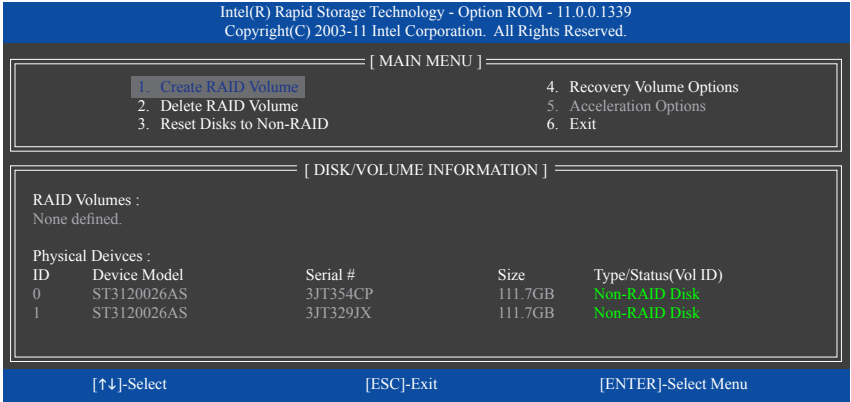 Intel(R) Rapid Storage Technology - Option ROM - 11.0.0.1339
Copyright(C) 2003-11 Intel Corporation. All Rights Reserved.
[ MAIN MENU ]
1. Create RAID Volume
2. Delete RAID Volume
3. Reset Disks to Non-RAID
4. Recovery Volume Options
5. Acceleration Options
6. Exit
[ DISK/VOLUME INFORMATION ]
RAID Volumes :
None defined.
Physical Deivces :
ID Device Model Serial # Size Type/Status(Vol ID)
0 ST3120026AS 3JT354CP 111.7GB Non-RAID Disk
1 ST3120026AS 3JT329JX 111.7GB Non-RAID Disk
[↑↓]-Select [ESC]-Exit [ENTER]-Select Menu